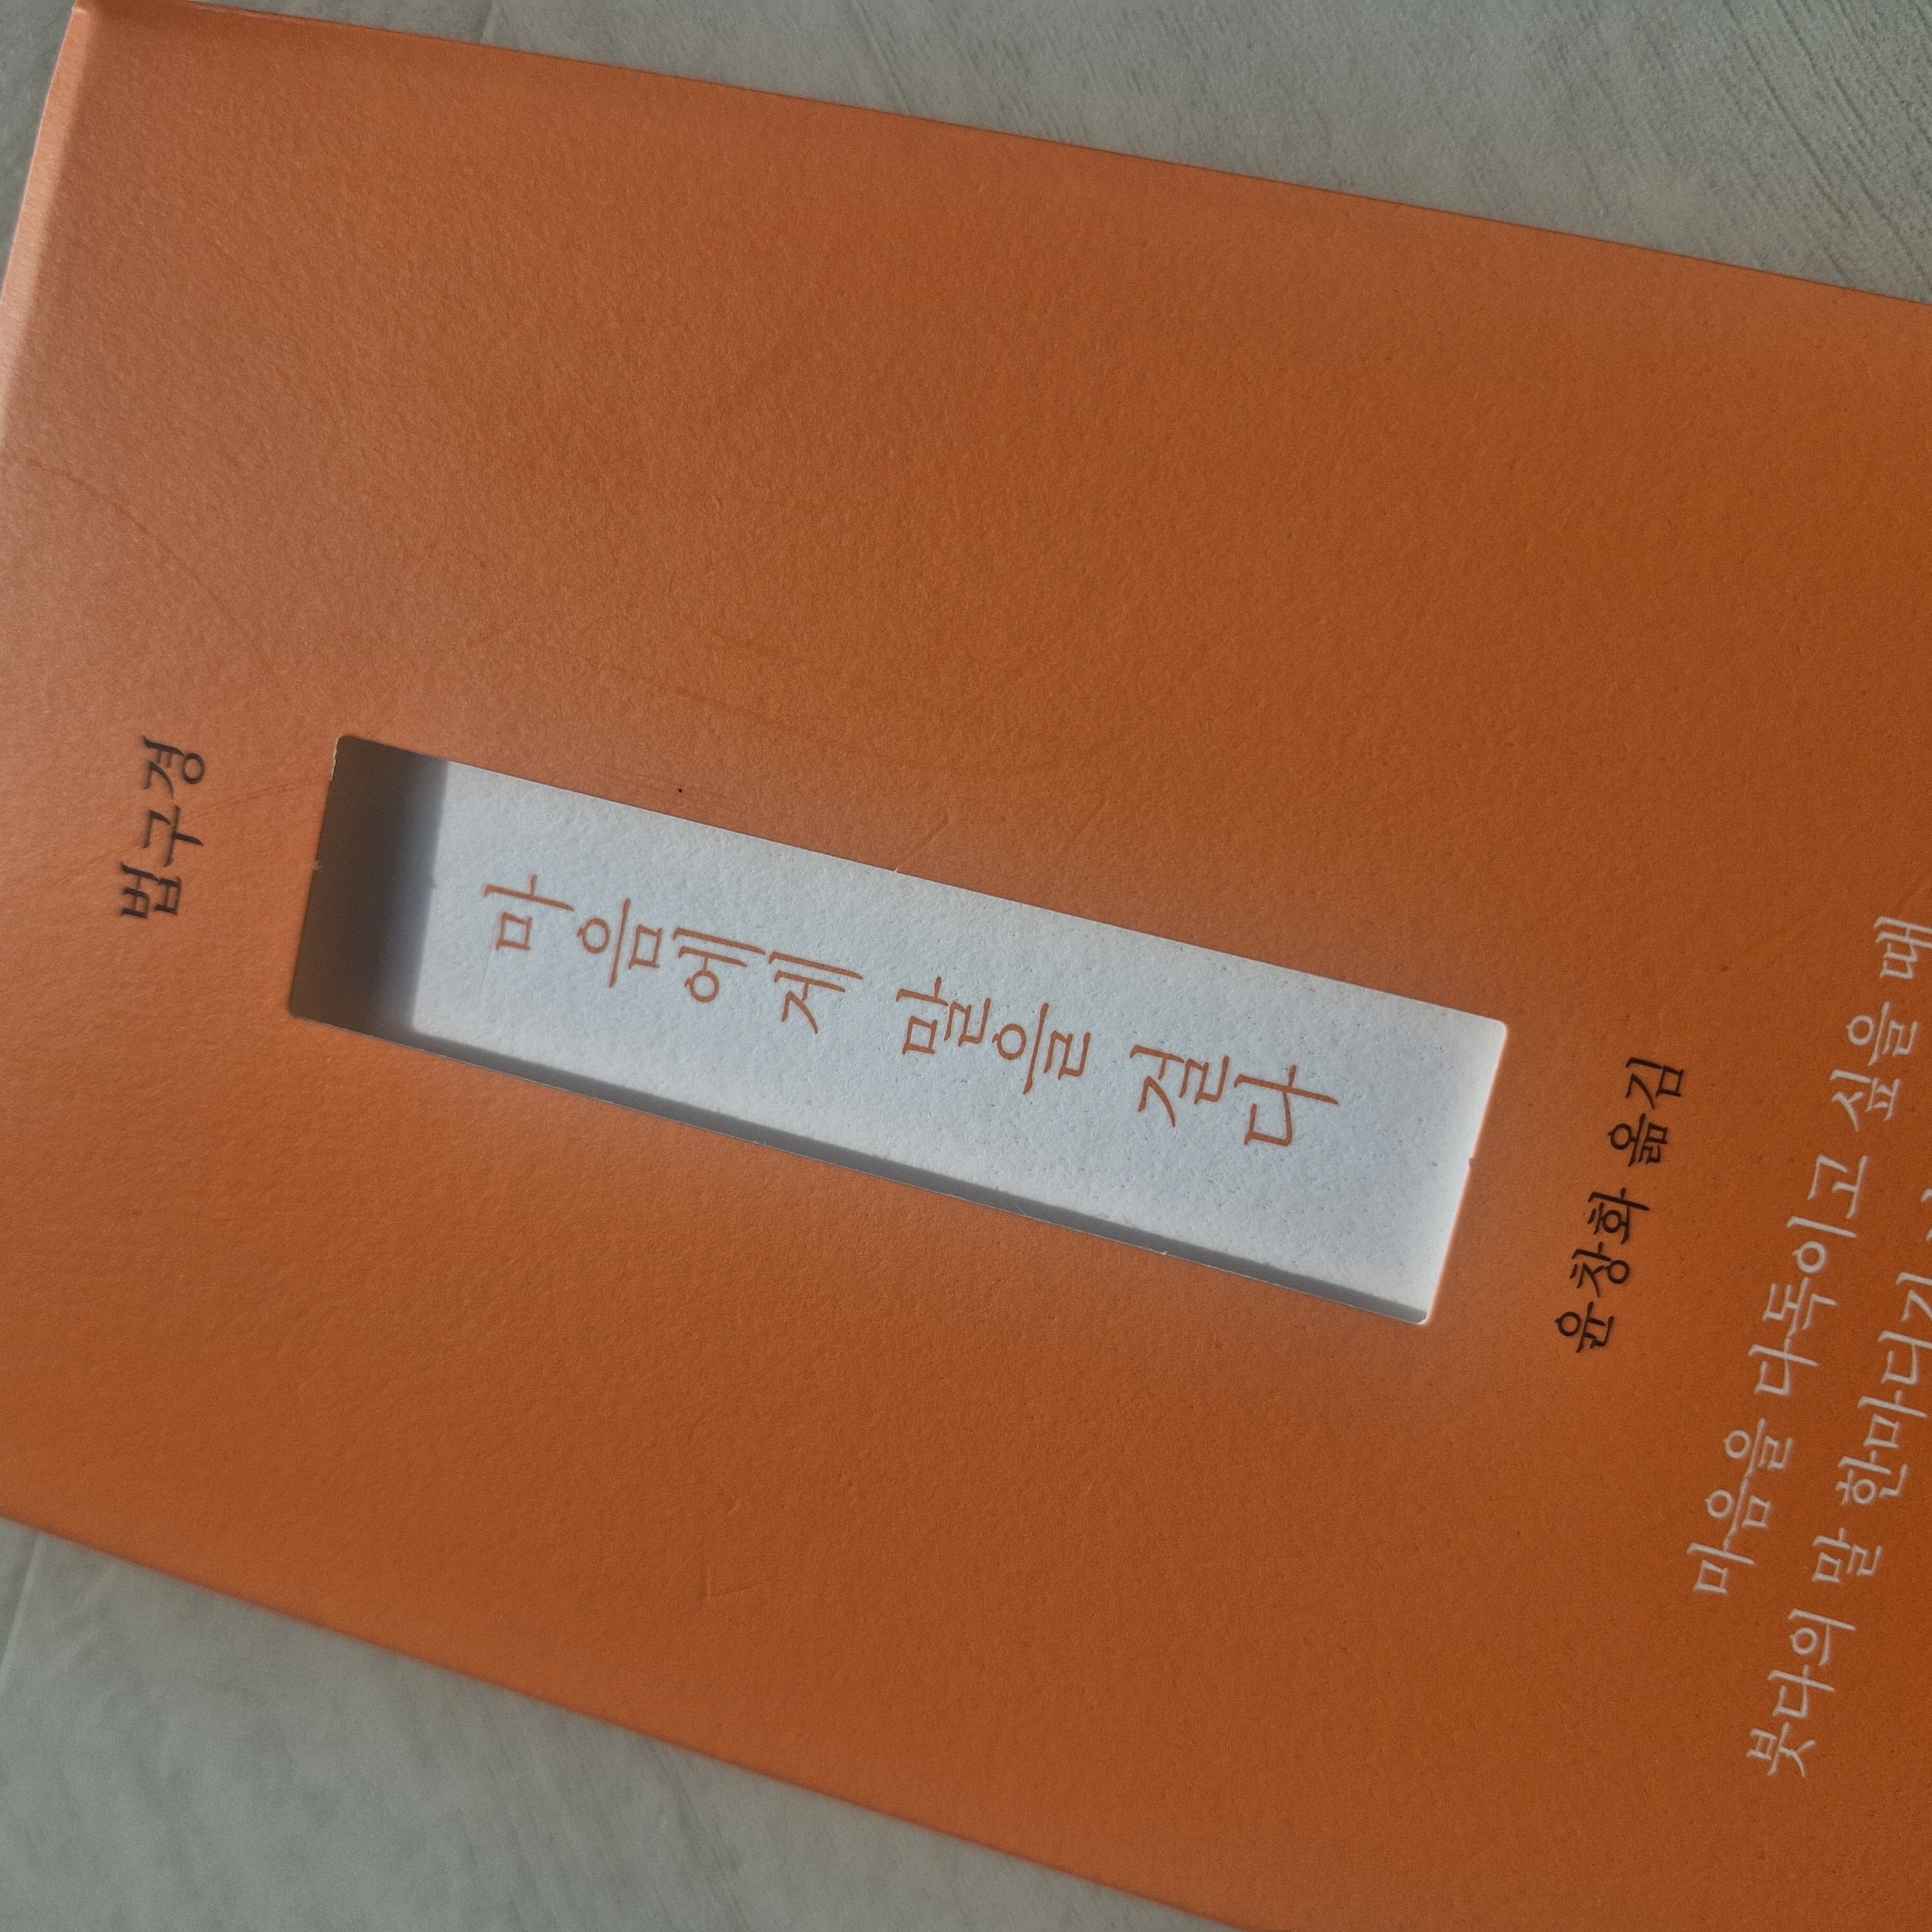 법구경
마음에게 말을 걸다
윤창화 옮김
마음을 다독이고 싶을 때
붓다의 말 한마디가